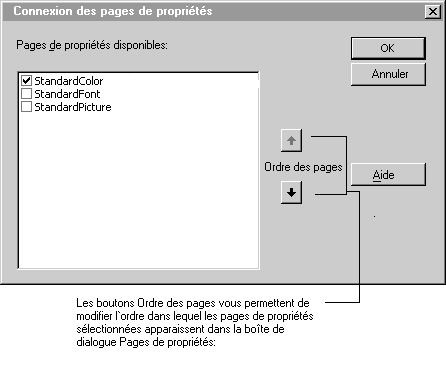 Connexion des pages de propriétés
Pages de propriétés disponibles:
OK
Annuler
StandardColor
StandardFont
StandardPicture
Ordre des pages
Aide
Les boutons Ordre des pages vous permettent de
modifier l`ordre dans lequel les pages de propriétés
sélectionnées apparaissent dans la boîte de
dialogue Pages de propriétés: